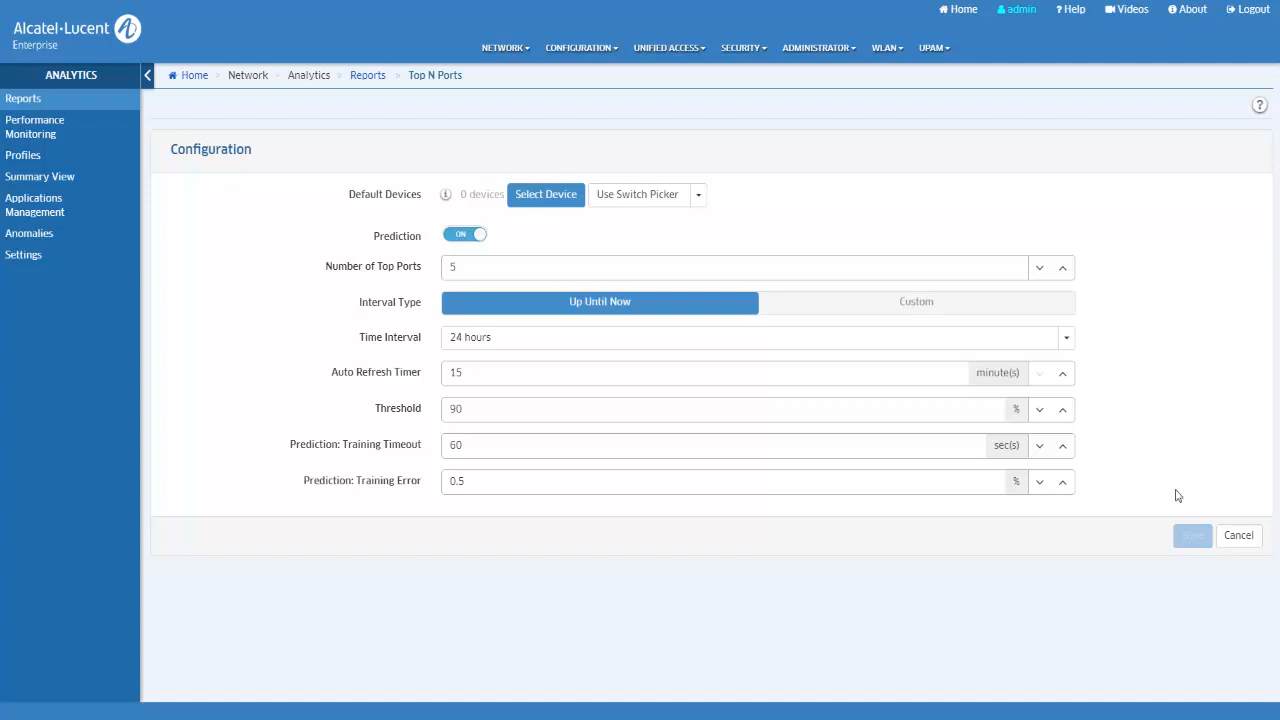 Home admin ? Help Videos About Logout
Alcatel·Lucent
Enterprise
NETWORK CONFIGURATION UNIFIED ACCESS SECURITY ADMINISTRATOR WLAN UPAM
ANALYTICS
Home > Network > Analytics > Reports > Top N Ports
Reports
Performance
Monitoring
Profiles
Summary View
Applications
Management
Anomalies
Settings
?
Configuration
Default Devices 0 devices Select Device Use Switch Picker
Prediction ON
Number of Top Ports 5
Interval Type Up Until Now Custom
Time Interval 24 hours
Auto Refresh Timer 15 minute(s)
Threshold 90 %
Prediction: Training Timeout 60 sec(s)
Prediction: Training Error 0.5 %
Save Cancel